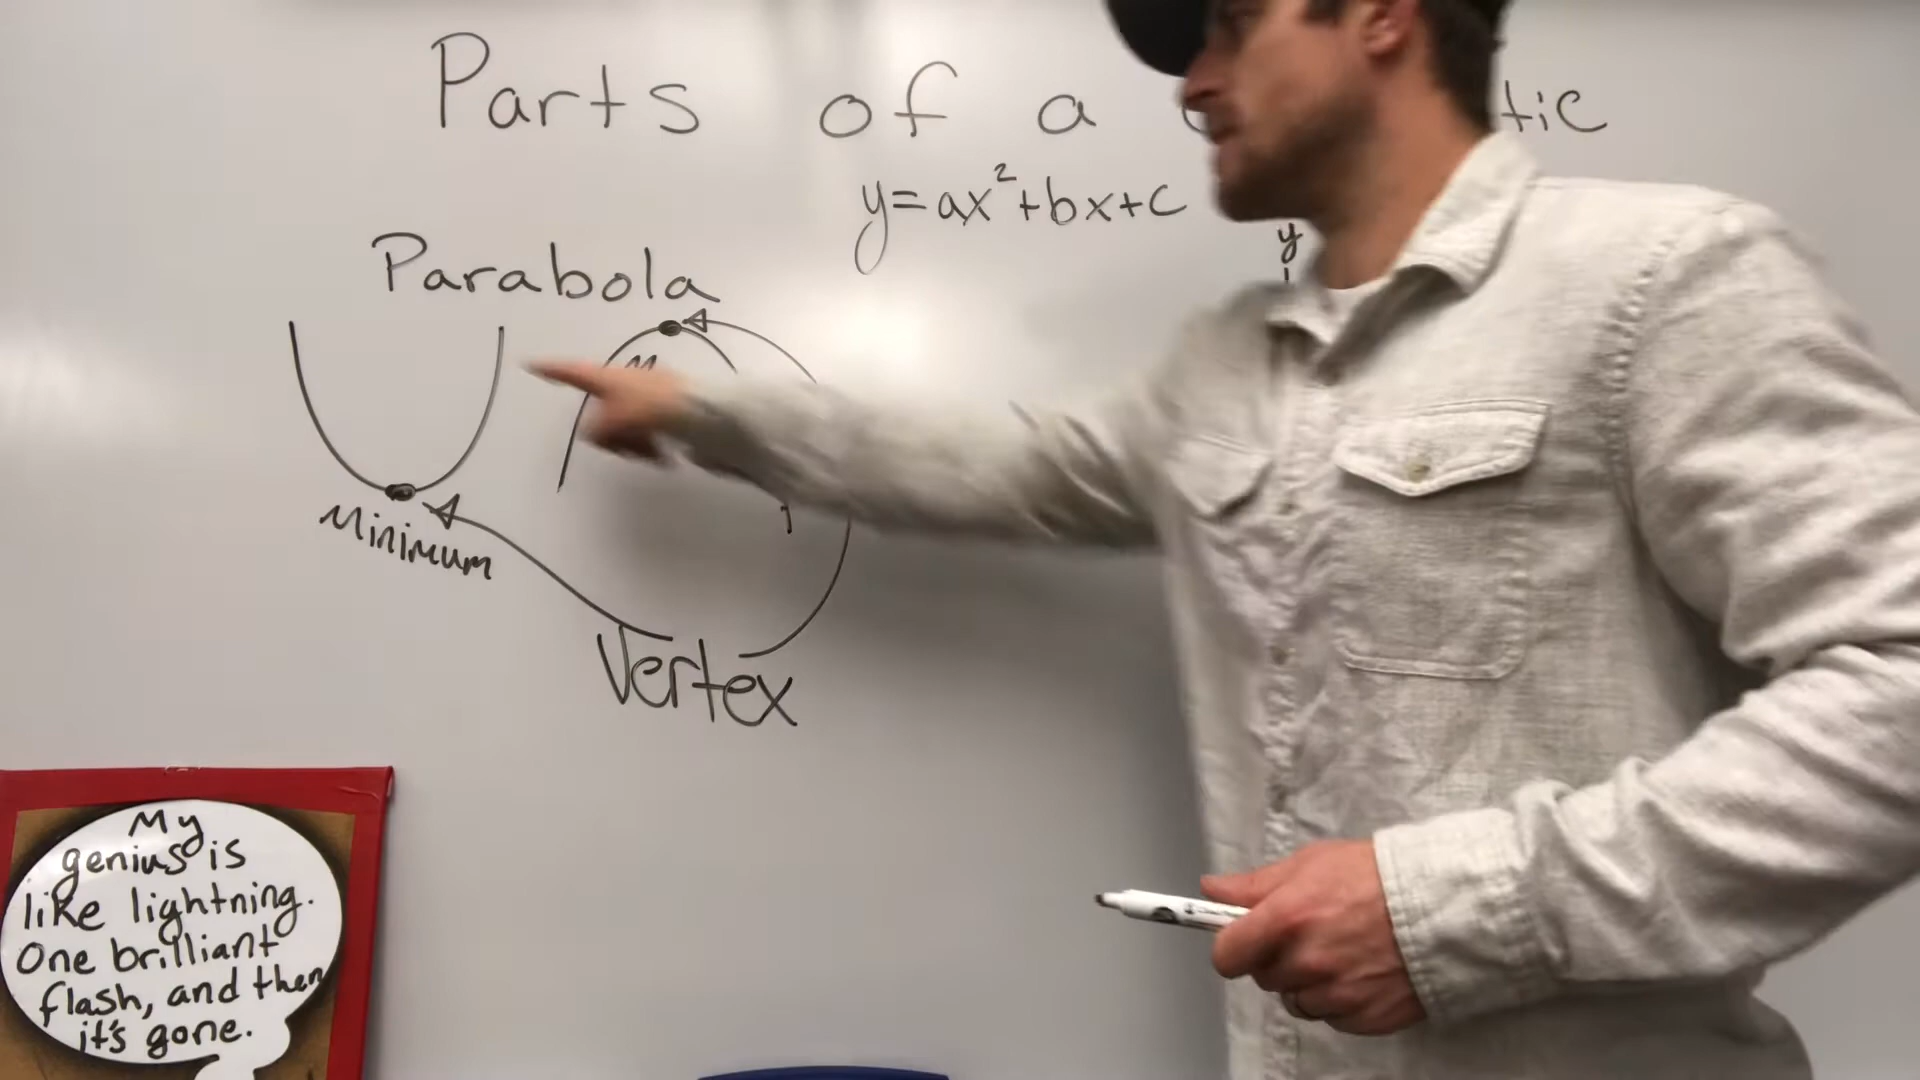 Parts of a
y=ax²+bx+c
y
Parabola
Minimum
Vertex
My
genius is
like lightning.
One brilliant
flash, and then
it's gone.